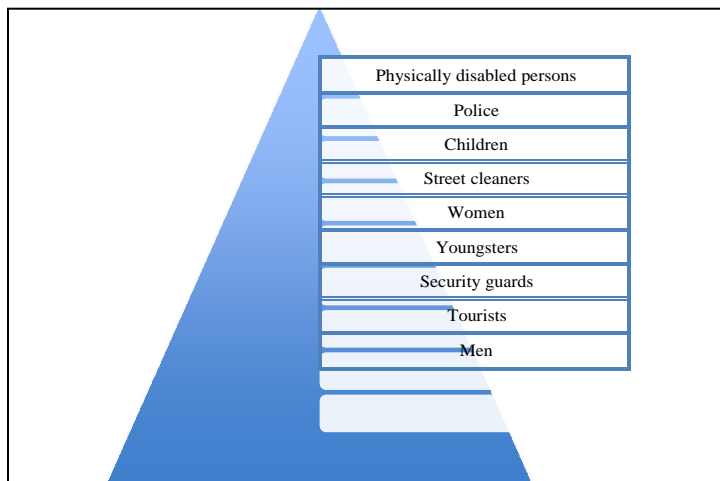 Physically disabled persons
Police
Children
Street cleaners
Women
Youngsters
Security guards
Tourists
Men